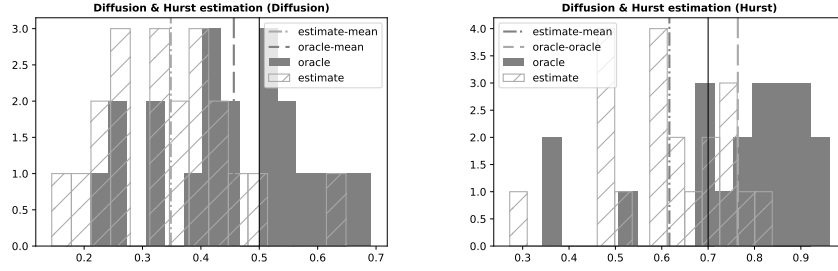 Diffusion & Hurst estimation (Diffusion)
3.0
2.5
2.0
1.5
1.0
0.5
0.0
0.2
0.3
0.4
0.5
0.6
0.7
estimate-mean
oracle-mean
oracle
estimate
Diffusion & Hurst estimation (Hurst)
4.0
3.5
3.0
2.5
2.0
1.5
1.0
0.5
0.0
0.3
0.4
0.5
0.6
0.7
0.8
0.9
estimate-mean
oracle-oracle
oracle
estimate